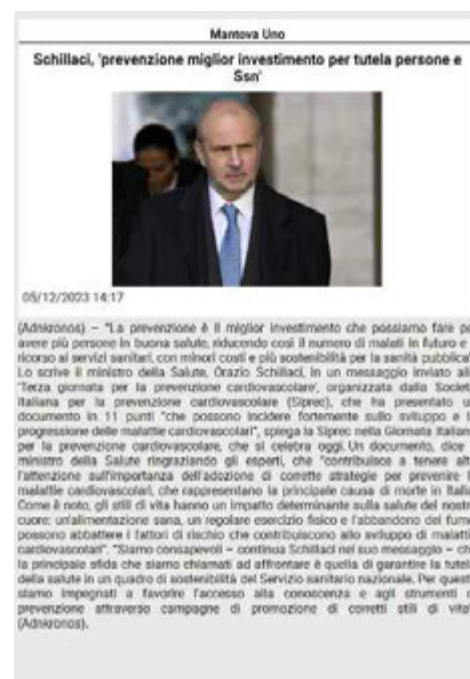 Mantova Uno
Schillaci, 'prevenzione miglior investimento per tutela persone e
Ssn'
05/12/2023 14:17
(Adnkronos) – "La prevenzione è il miglior investimento che possiamo fare pe
avere più persone in buona salute, riducendo così il numero di malati in futuro e
ricorso ai servizi sanitari, con minori costi e più sostenibilità per la sanità pubblica"
Lo scrive il ministro della Salute, Orazio Schillaci, in un messaggio inviato all
'Terza giornata per la prevenzione cardiovascolare', organizzata dalla Societ
italiana per la prevenzione cardiovascolare (Siprec), che ha presentato u
documento in 11 punti "che possono incidere fortemente sullo sviluppo e l
progressione delle malattie cardiovascolari", spiega la Siprec nella Giornata italian
per la prevenzione cardiovascolare, che si celebra oggi. Un documento, dice
ministro della Salute ringraziando gli esperti, che "contribuisce a tenere alt
l'attenzione sull'importanza dell'adozione di corrette strategie per prevenire l
malattie cardiovascolari, che rappresentano la principale causa di morte in Itali
Come è noto, gli stili di vita hanno un impatto determinante sulla salute del nostr
cuore: un'alimentazione sana, un regolare esercizio fisico e l'abbandono del fum
possono abbattere i fattori di rischio che contribuiscono allo sviluppo di malatti
cardiovascolari". "Siamo consapevoli – continua Schillaci nel suo messaggio – ch
la principale sfida che siamo chiamati ad affrontare è quella di garantire la tutel
della salute in un quadro di sostenibilità del Servizio sanitario nazionale. Per quest
siamo impegnati a favorire l'accesso alla conoscenza e agli strumenti d
prevenzione attraverso campagne di promozione di corretti stili di vita"
(Adnkronos).